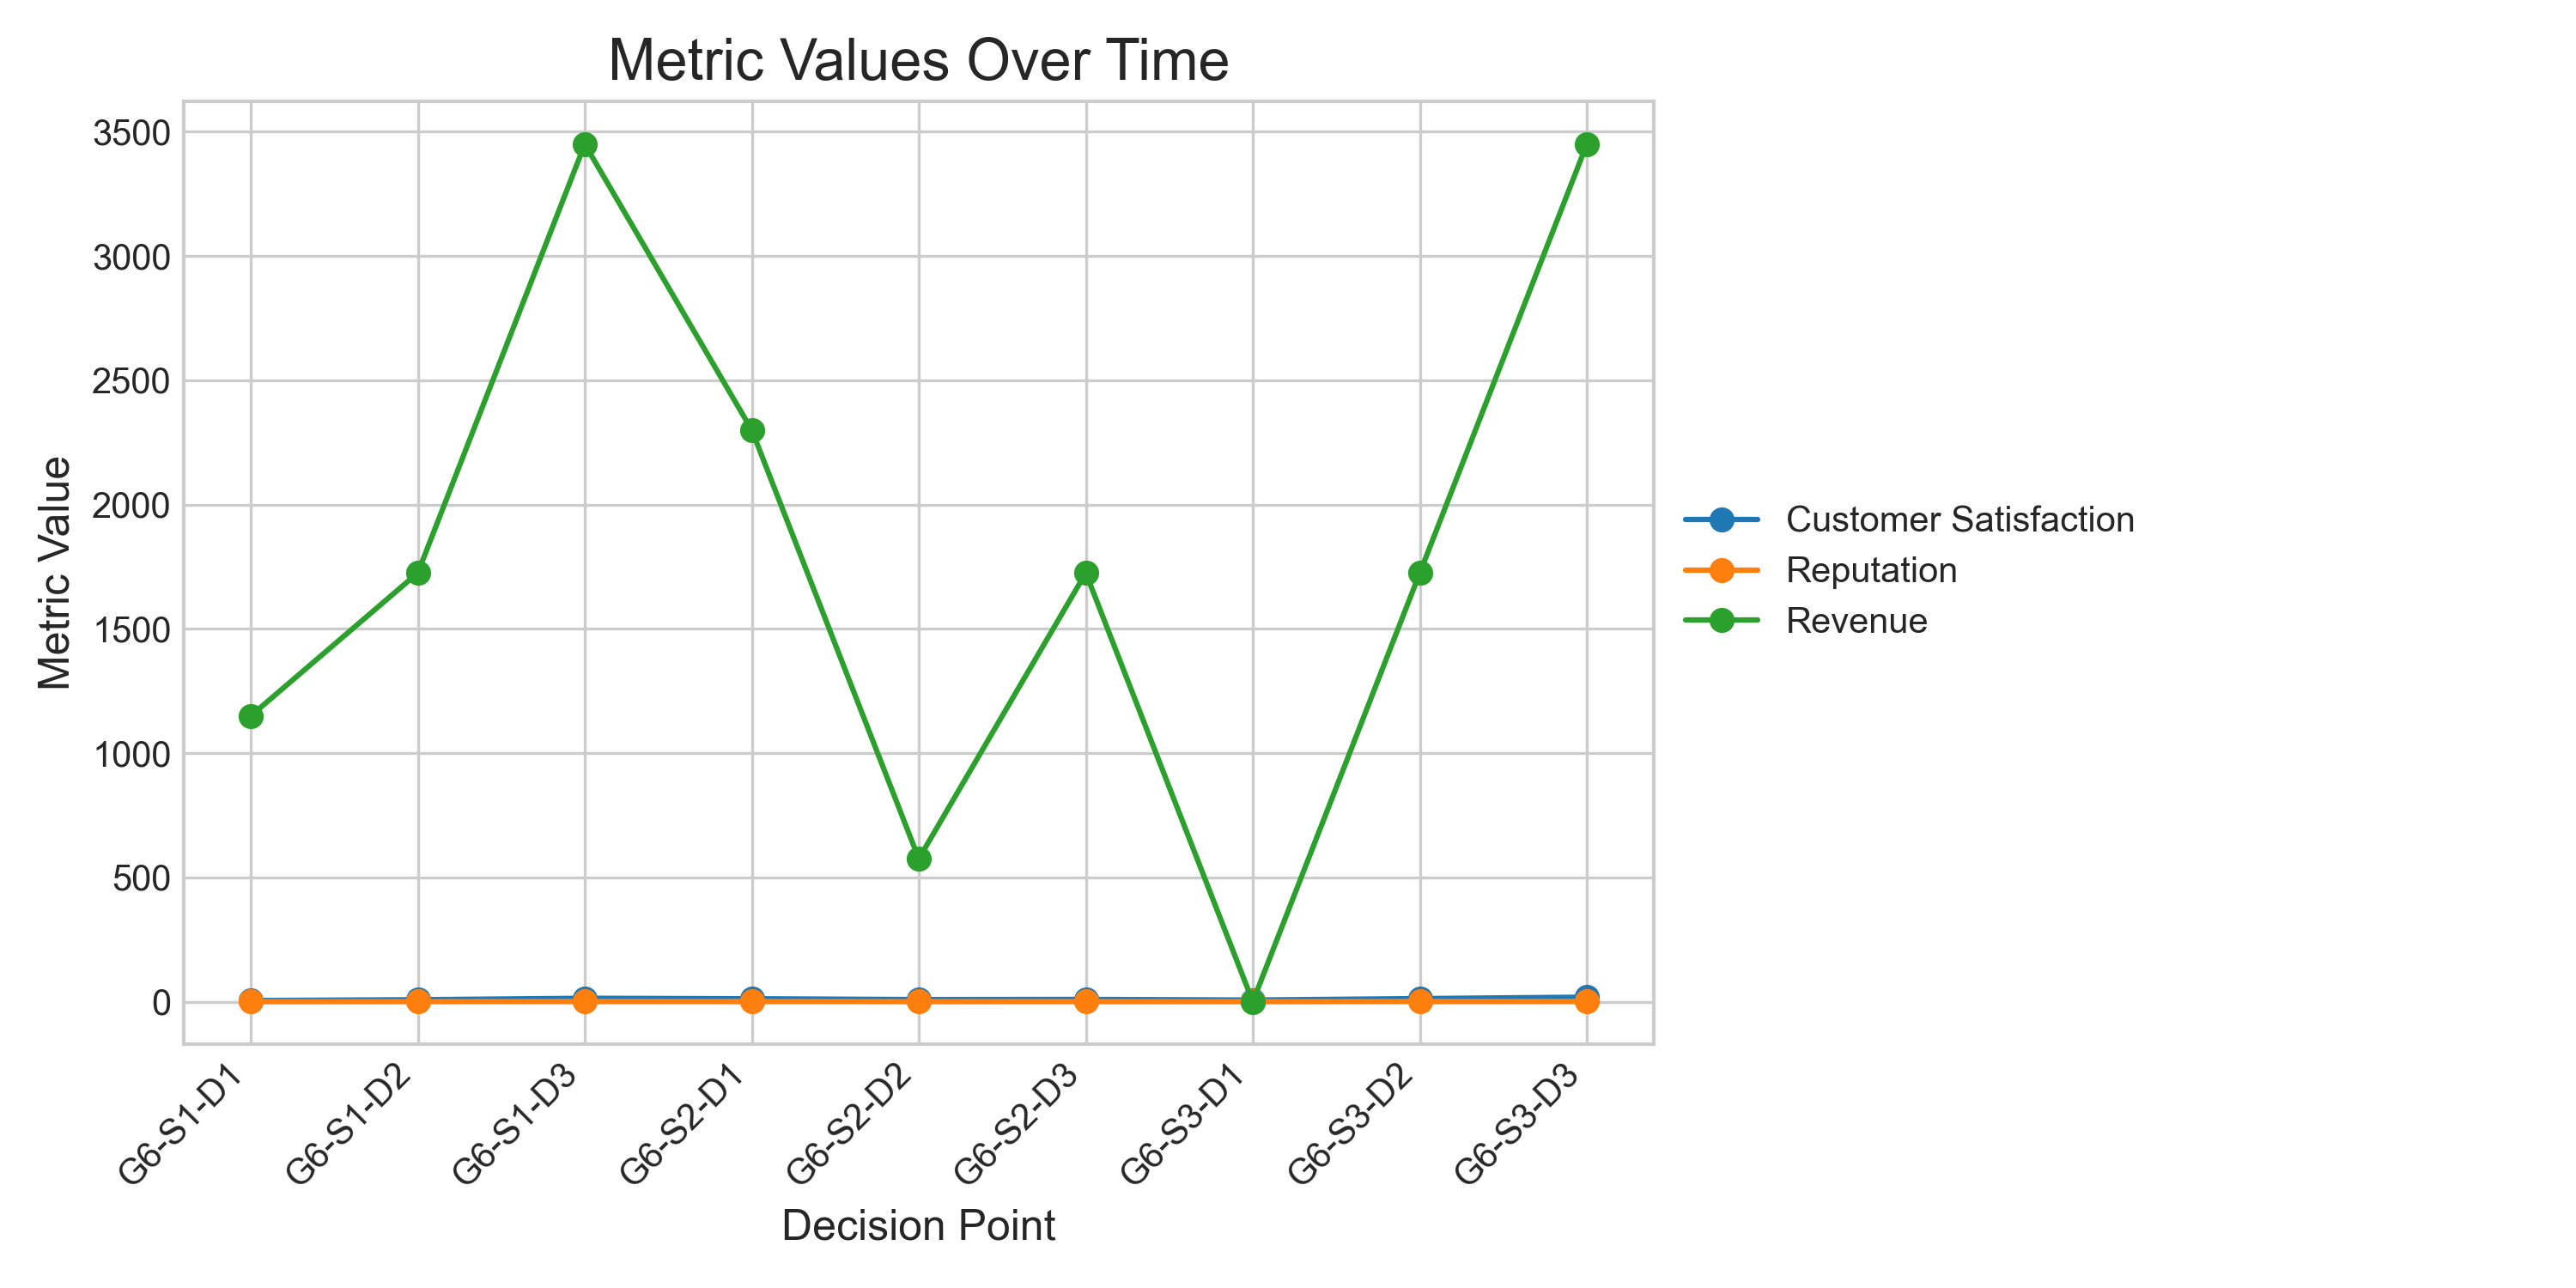 Metric Values Over Time
3500
3000
2500
2000
1500
1000
500
0
Metric Value
G6-S1-D1
G6-S1-D2
G6-S1-D3
G6-S2-D1
G6-S2-D2
G6-S2-D3
G6-S3-D1
G6-S3-D2
G6-S3-D3
Decision Point
Customer Satisfaction
Reputation
Revenue